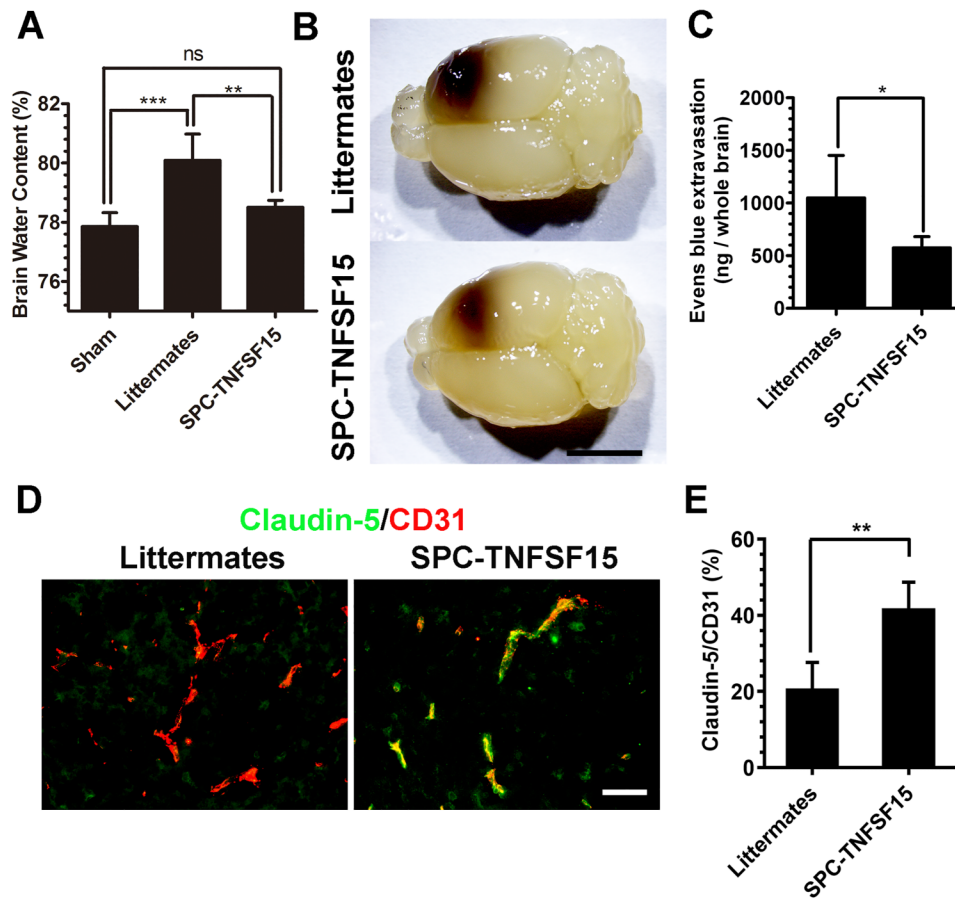 A
ns
***
**
Brain Water Content (%)
82
80
78
76
Sham
Littermates
SPC-TNFSF15
B
Littermates
SPC-TNFSF15
C
*
Evens blue extravasation
(ng / whole brain)
2000
1500
1000
500
0
Littermates
SPC-TNFSF15
D
Claudin-5/CD31
Littermates
SPC-TNFSF15
E
**
Claudin-5/CD31 (%)
60
40
20
0
Littermates
SPC-TNFSF15